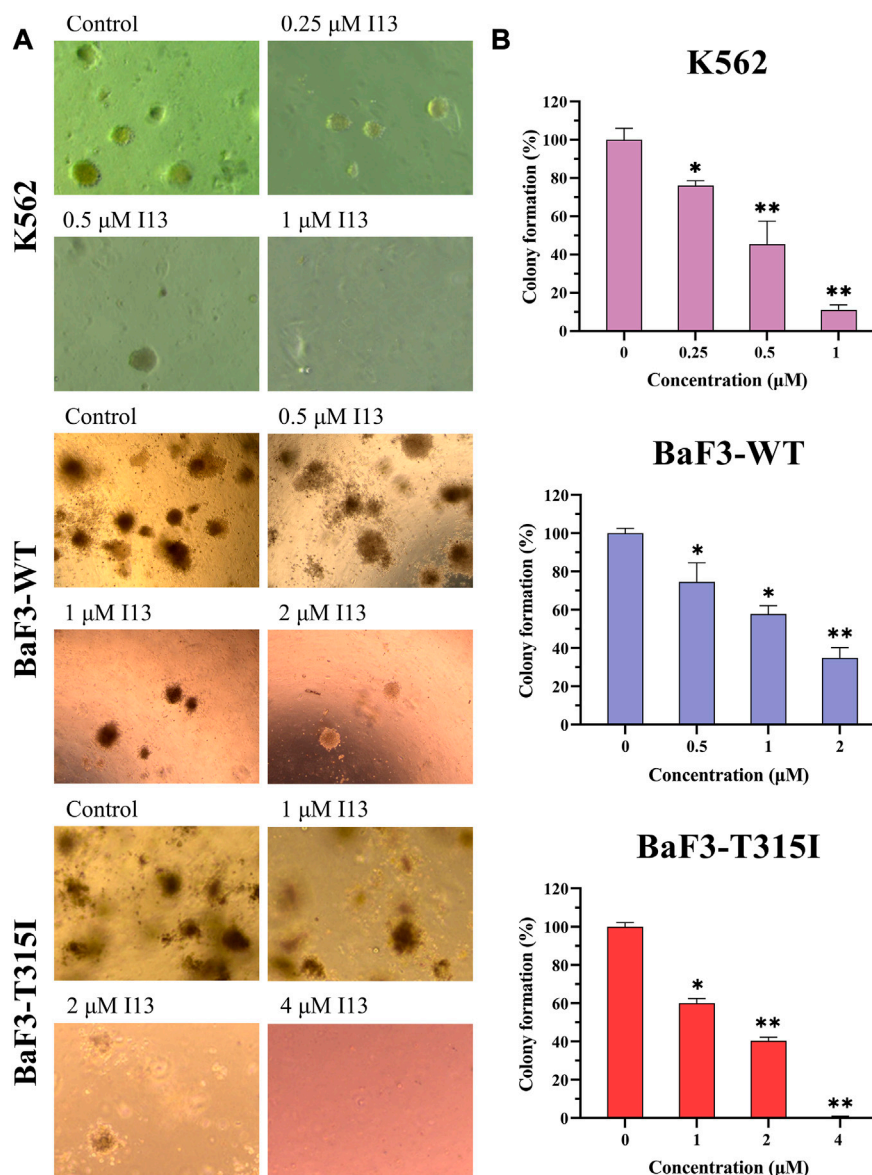 A
Control
0.25 μM I13
0.5 μM I13
1 μM I13
K562
Control
0.5 μM I13
1 μM I13
2 μM I13
BaF3-WT
Control
1 μM I13
2 μM I13
4 μM I13
BaF3-T315I
B
K562
Colony formation (%)
120
100
80
60
40
20
0
*
**
**
0 0.25 0.5 1
Concentration (μM)
BaF3-WT
Colony formation (%)
120
100
80
60
40
20
0
*
*
**
0 0.5 1 2
Concentration (μM)
BaF3-T315I
Colony formation (%)
120
100
80
60
40
20
0
*
**
**
0 1 2 4
Concentration (μM)